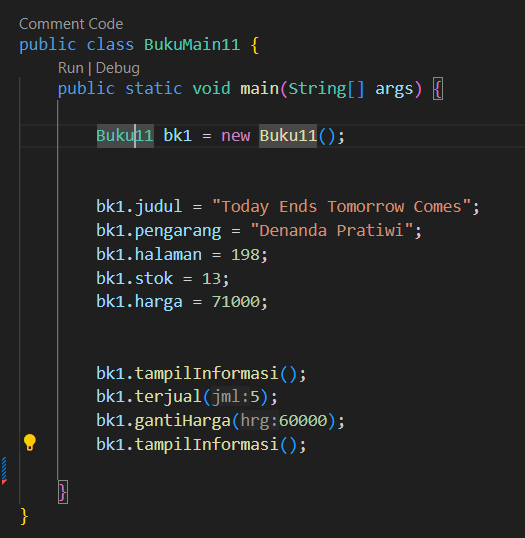 Comment Code
public class BukuMain11 {
Run | Debug
public static void main(String[] args) {
Buku11 bk1 = new Buku11();
bk1.judul = "Today Ends Tomorrow Comes";
bk1.pengarang = "Denanda Pratiwi";
bk1.halaman = 198;
bk1.stok = 13;
bk1.harga = 71000;
bk1.tampilInformasi();
bk1.terjual(jml:5);
bk1.gantiHarga(hrg:60000);
bk1.tampilInformasi();
}
}